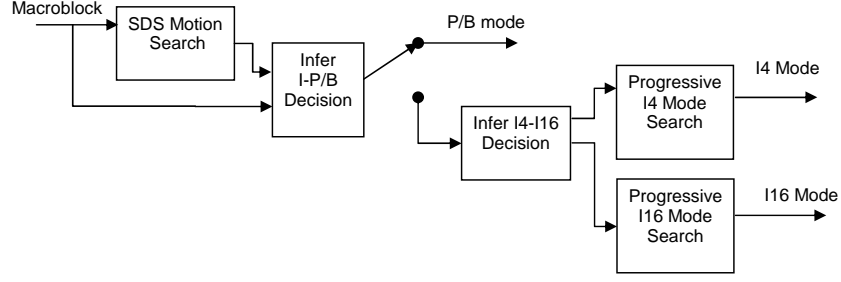 Macroblock
SDS Motion
Search
Infer
I-P/B
Decision
P/B mode
Infer I4-I16
Decision
Progressive
I4 Mode
Search
I4 Mode
Progressive
I16 Mode
Search
I16 Mode